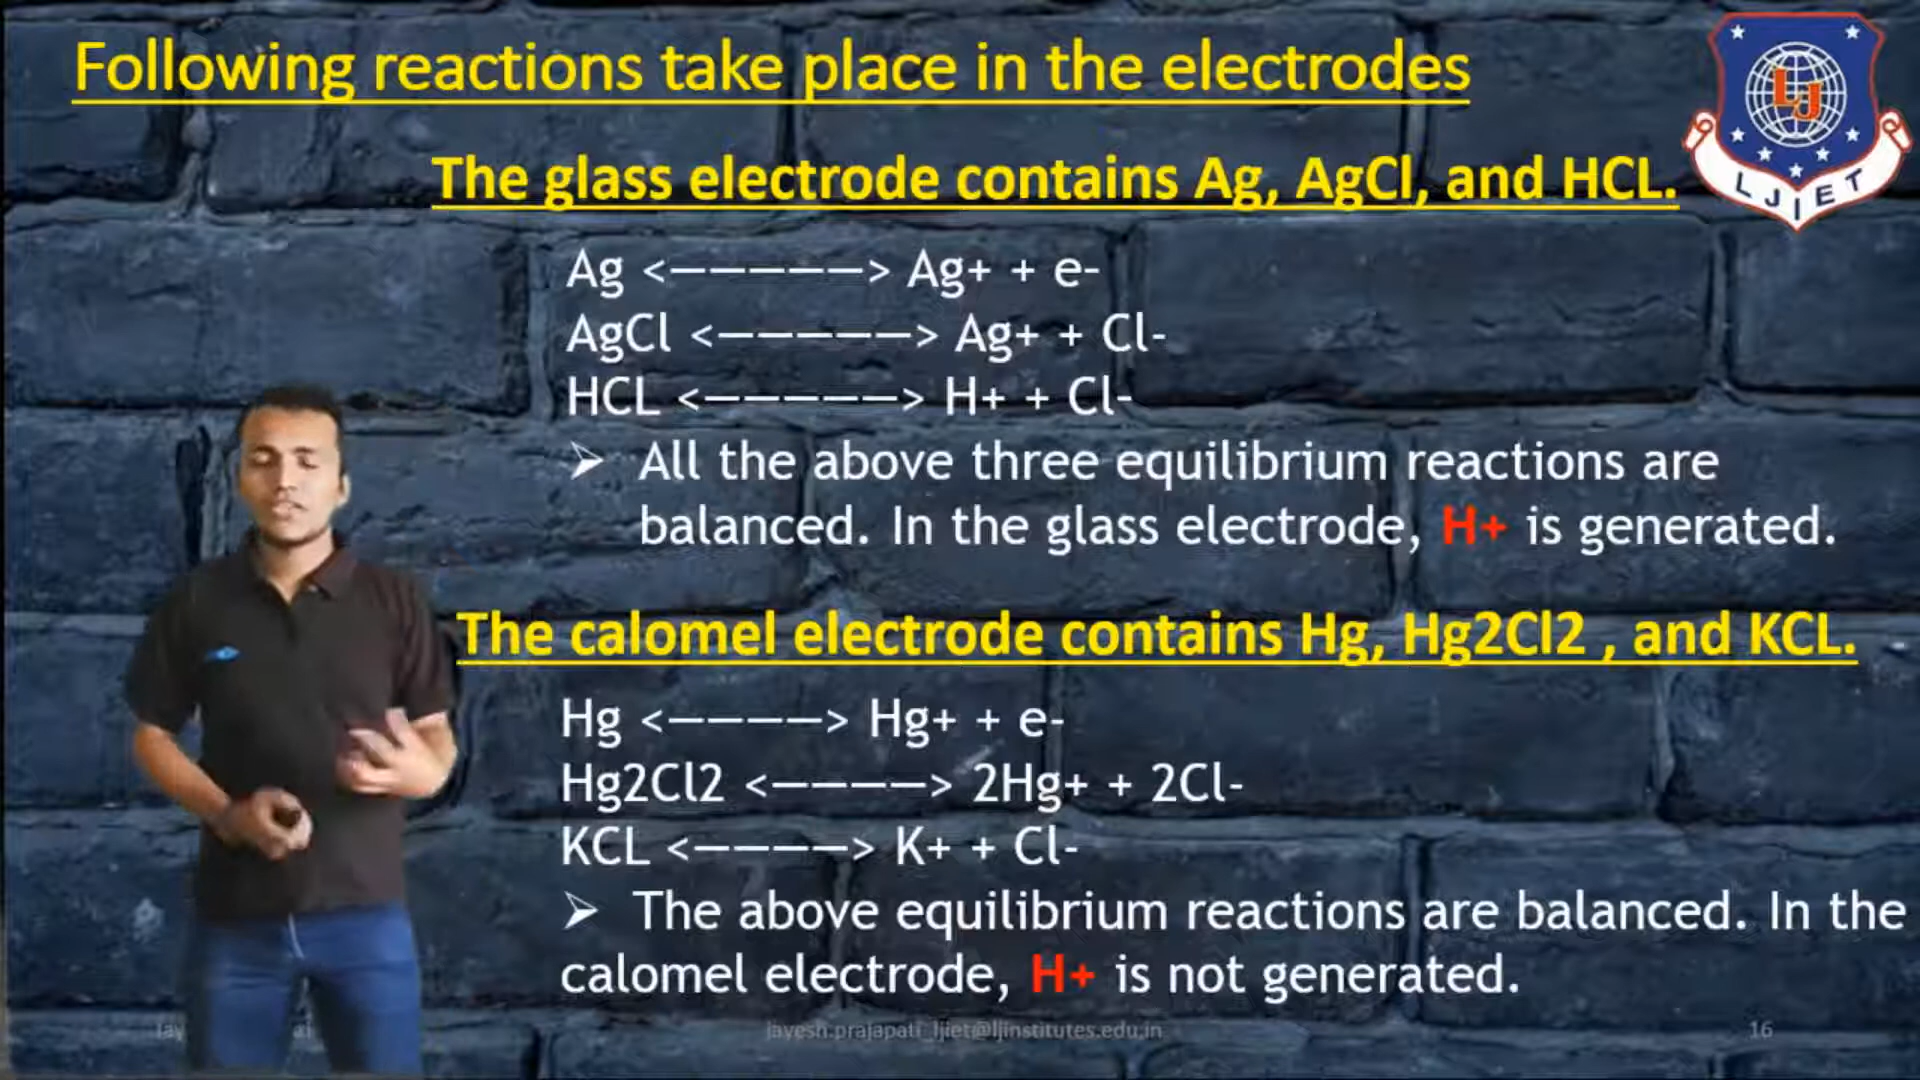 Following reactions take place in the electrodes
LJ
LJIET
The glass electrode contains Ag, AgCl, and HCL.
Ag <–––––> Ag+ + e-
AgCl <–––––> Ag+ + Cl-
HCL <–––––> H+ + Cl-
➢ All the above three equilibrium reactions are
balanced. In the glass electrode, H+ is generated.
The calomel electrode contains Hg, Hg2Cl2 , and KCL.
Hg <––––> Hg+ + e-
Hg2Cl2 <––––> 2Hg+ + 2Cl-
KCL <––––> K+ + Cl-
➢ The above equilibrium reactions are balanced. In the
calomel electrode, H+ is not generated.
jayesh.prajapati_ljiet@ljinstitutes.edu.in
16